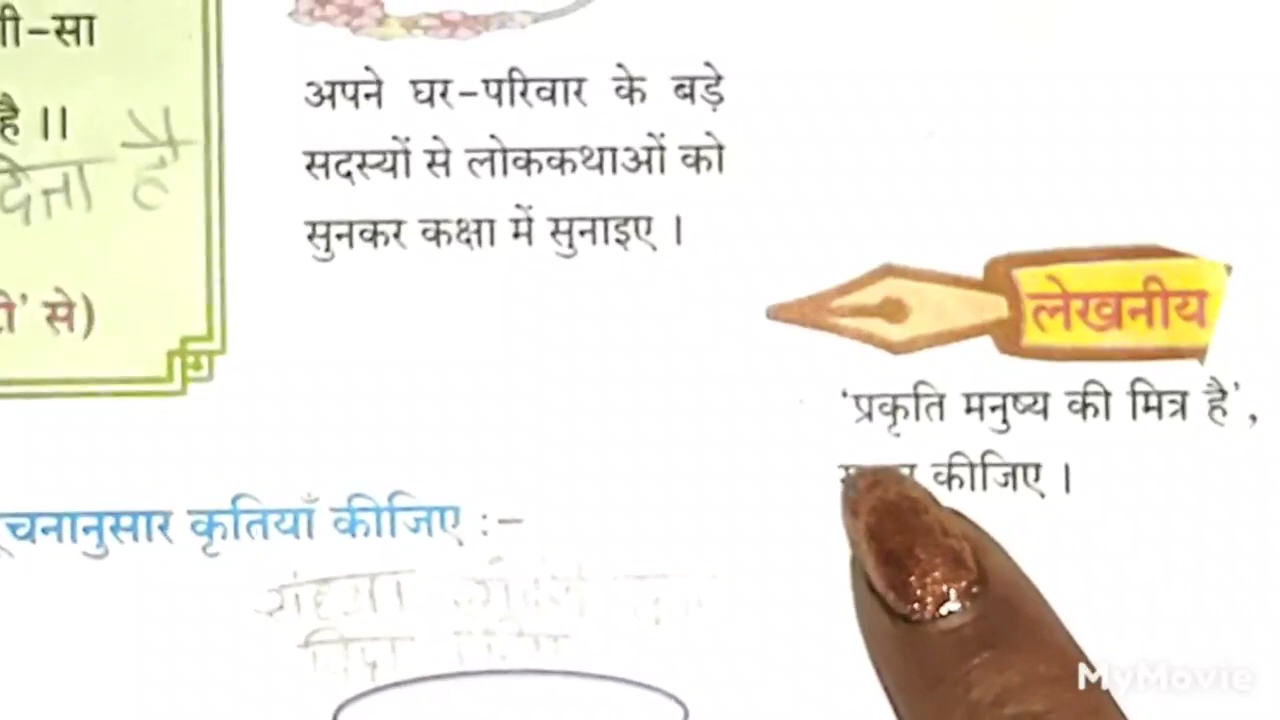 ी-सा
है ॥
देता है
ी' से)
अपने घर-परिवार के बड़े
सदस्यों से लोककथाओं को
सुनकर कक्षा में सुनाइए ।
लेखनीय
'प्रकृति मनुष्य की मित्र है',
कीजिए ।
चनानुसार कृतियाँ कीजिए :-
MyMovie